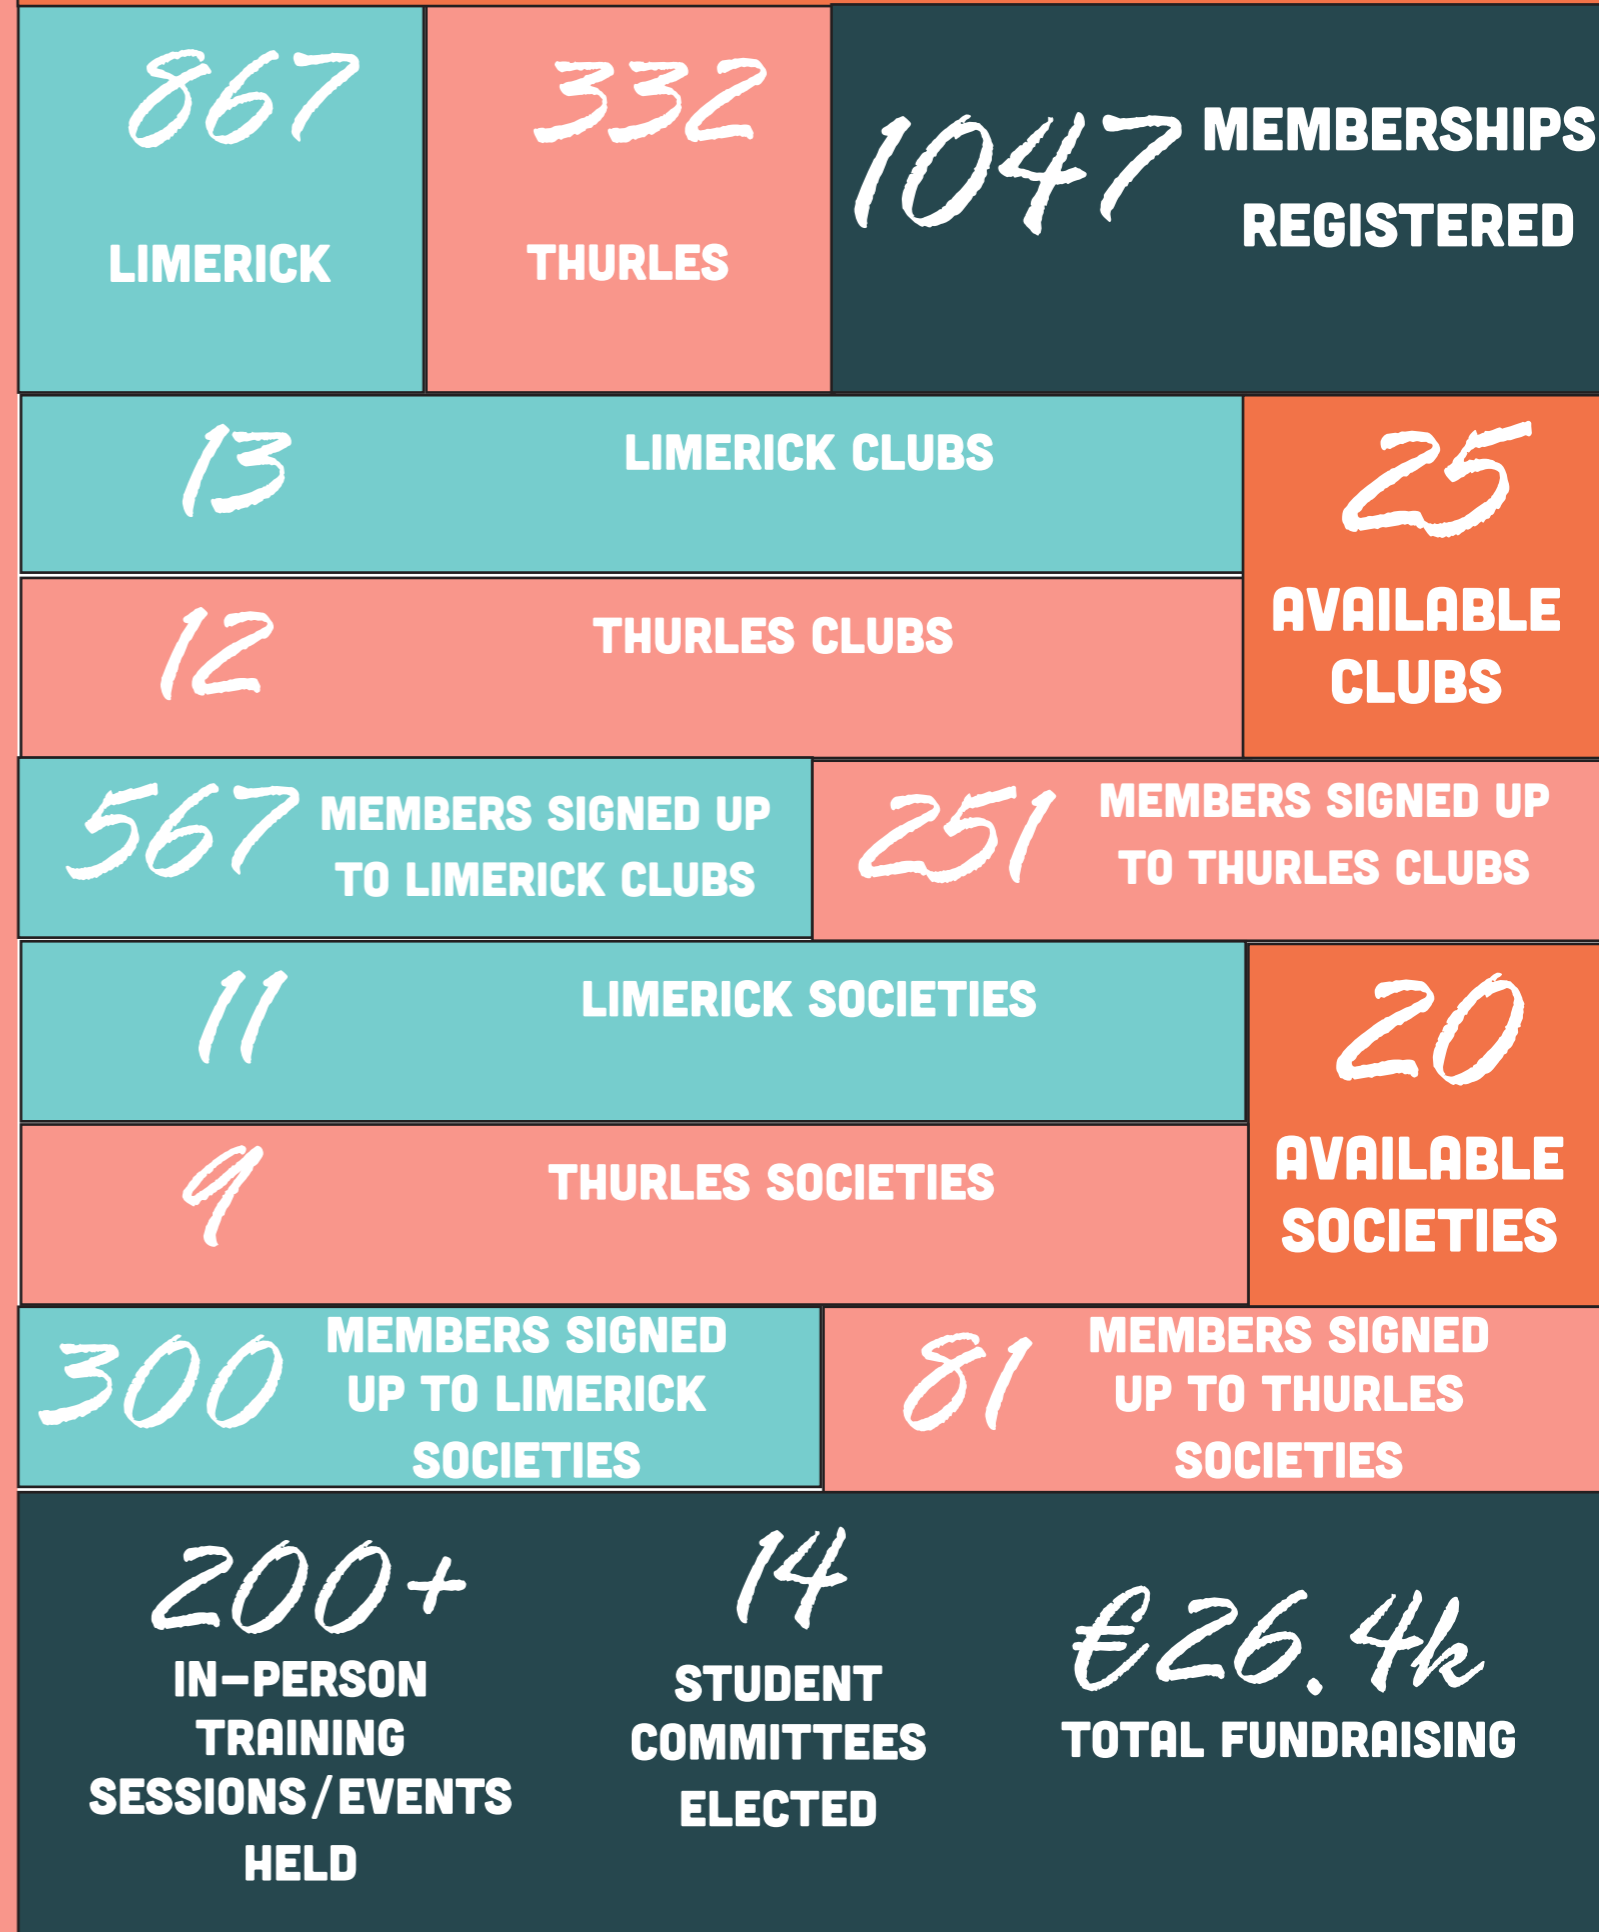 867
LIMERICK
332
THURLES
1047
MEMBERSHIPS
REGISTERED
13
LIMERICK CLUBS
12
THURLES CLUBS
25
AVAILABLE
CLUBS
567
MEMBERS SIGNED UP
TO LIMERICK CLUBS
251
MEMBERS SIGNED UP
TO THURLES CLUBS
11
LIMERICK SOCIETIES
9
THURLES SOCIETIES
20
AVAILABLE
SOCIETIES
300
MEMBERS SIGNED
UP TO LIMERICK
SOCIETIES
81
MEMBERS SIGNED
UP TO THURLES
SOCIETIES
200+
IN-PERSON
TRAINING
SESSIONS/EVENTS
HELD
14
STUDENT
COMMITTEES
ELECTED
€26.4k
TOTAL FUNDRAISING